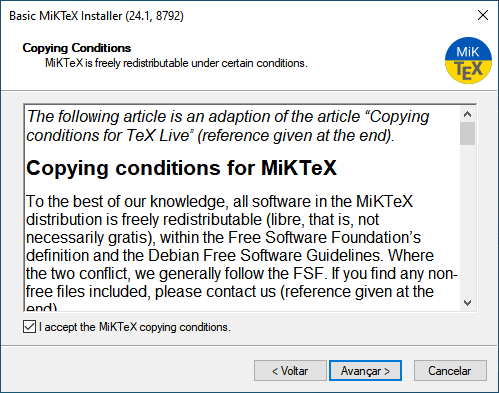 Basic MiKTeX Installer (24.1, 8792)
Copying Conditions
MiKTeX is freely redistributable under certain conditions.
MiK
TEX
The following article is an adaption of the article “Copying
conditions for TeX Live” (reference given at the end).
Copying conditions for MiKTeX
To the best of our knowledge, all software in the MiKTeX
distribution is freely redistributable (libre, that is, not
necessarily gratis), within the Free Software Foundation’s
definition and the Debian Free Software Guidelines. Where
the two conflict, we generally follow the FSF. If you find any non-
free files included, please contact us (reference given at the
end).
I accept the MiKTeX copying conditions.
< Voltar
Avançar >
Cancelar